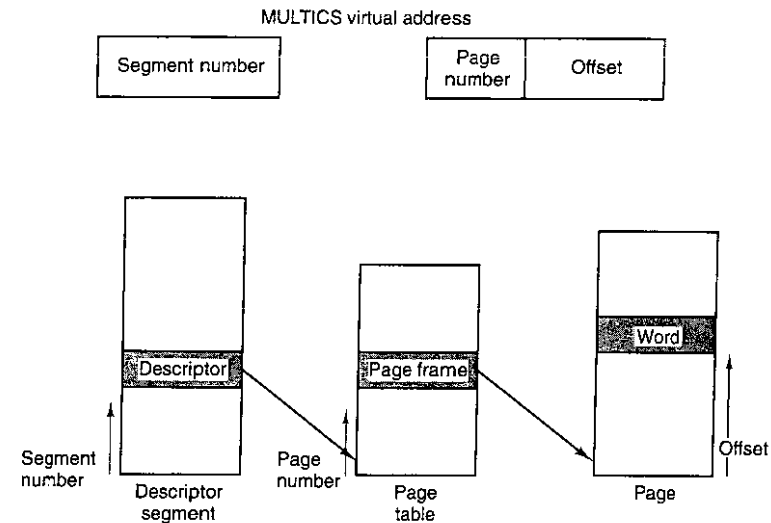 MULTICS virtual address
Segment number
Page
number
Offset
Descriptor
Page frame
Word
Segment
number
Page
number
Offset
Descriptor
segment
Page
table
Page